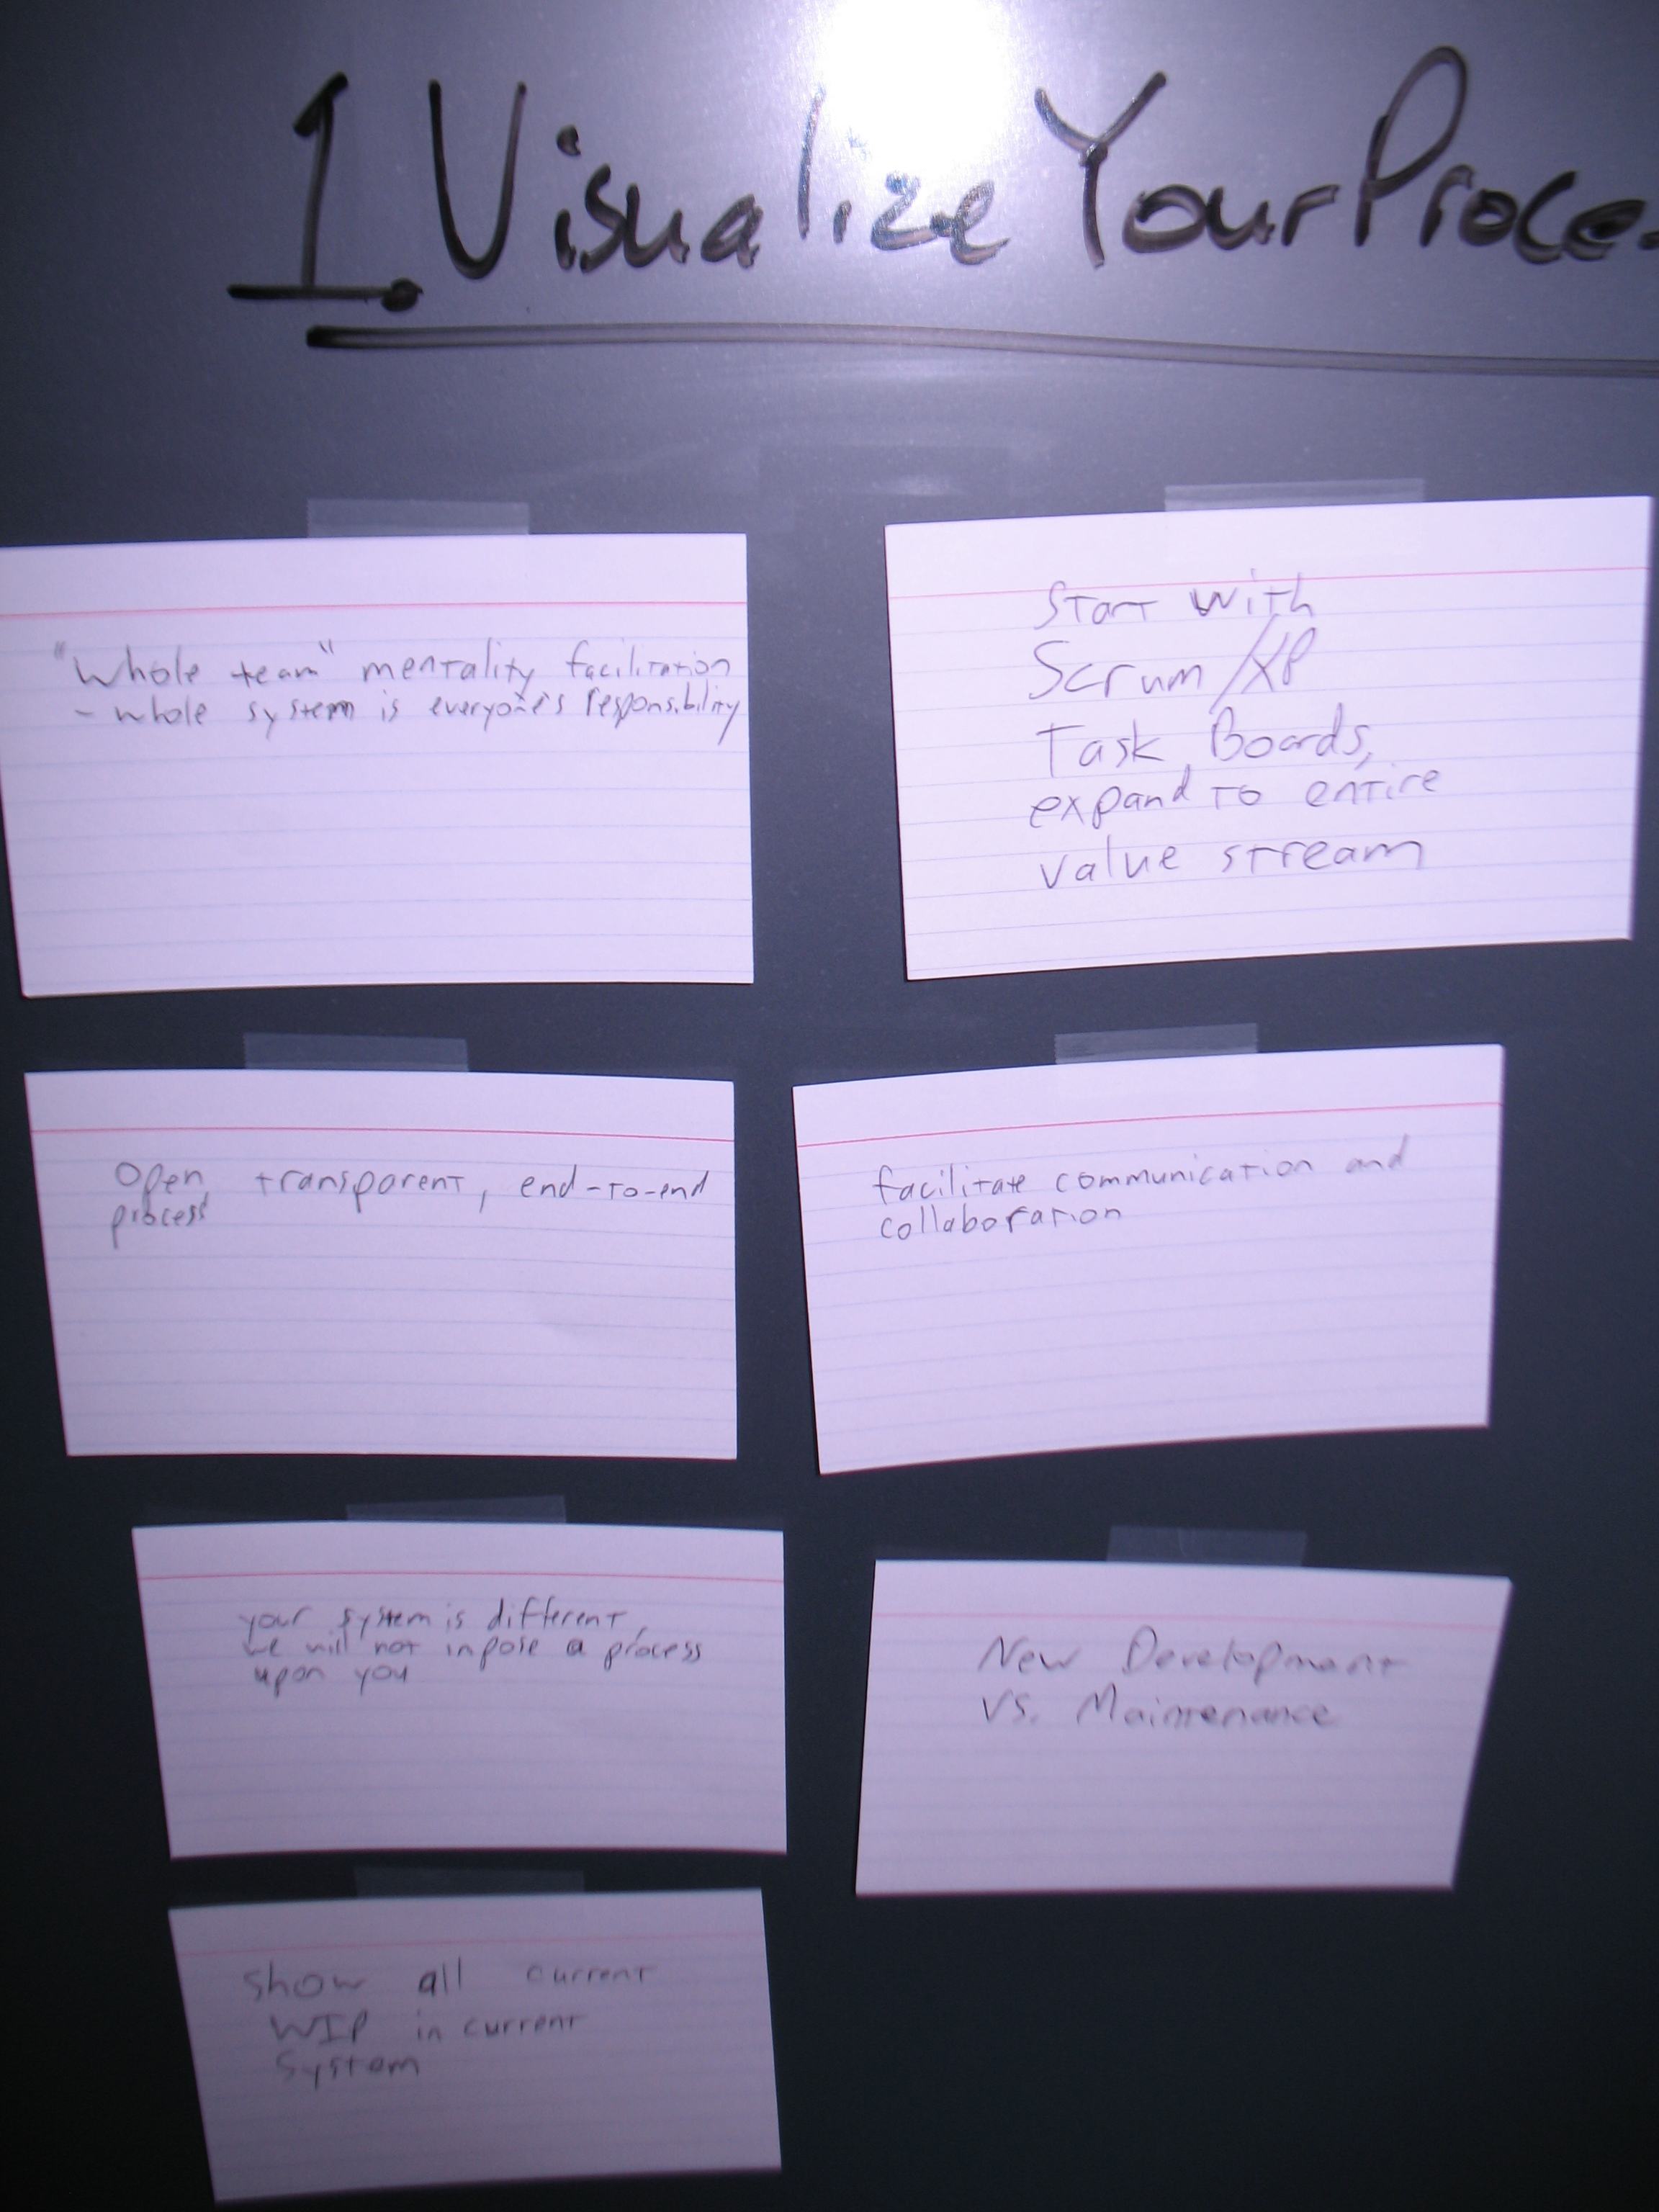 1. Visualize Your Proce
"Whole team" mentality facilitation
- whole system is everyone's responsibility
Start with
Scrum/XP
Task Boards,
expand to entire
value stream
Open transparent, end-to-end
process
facilitate communication and
collaboration
your system is different,
we will not impose a process
upon you
New Development
vs. Maintenance
Show all current
WIP in current
System